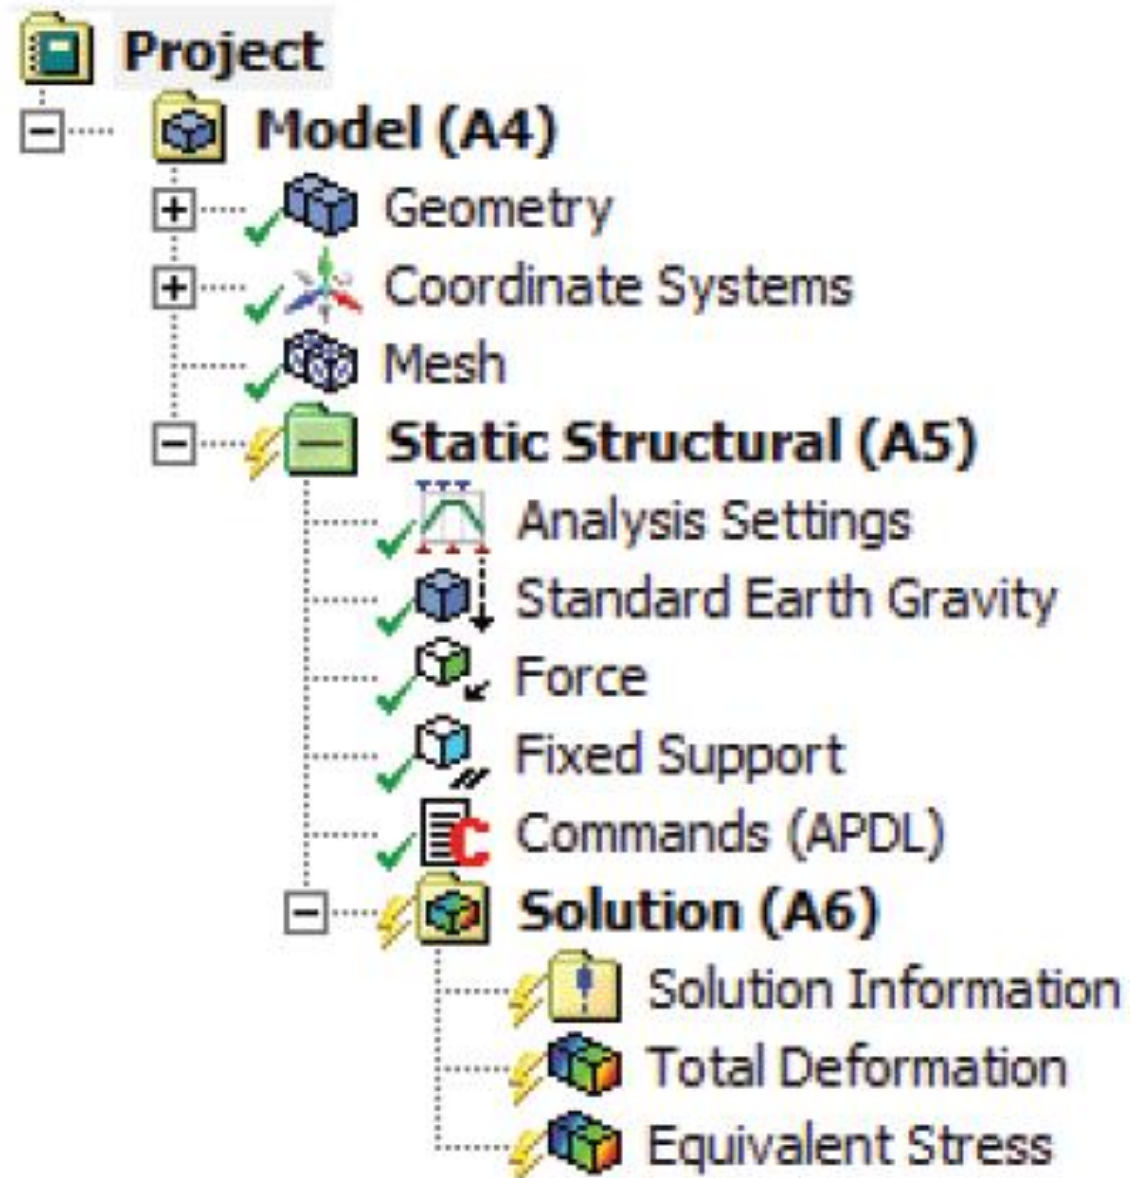 Project
Model (A4)
Geometry
Coordinate Systems
Mesh
Static Structural (A5)
Analysis Settings
Standard Earth Gravity
Force
Fixed Support
Commands (APDL)
Solution (A6)
Solution Information
Total Deformation
Equivalent Stress